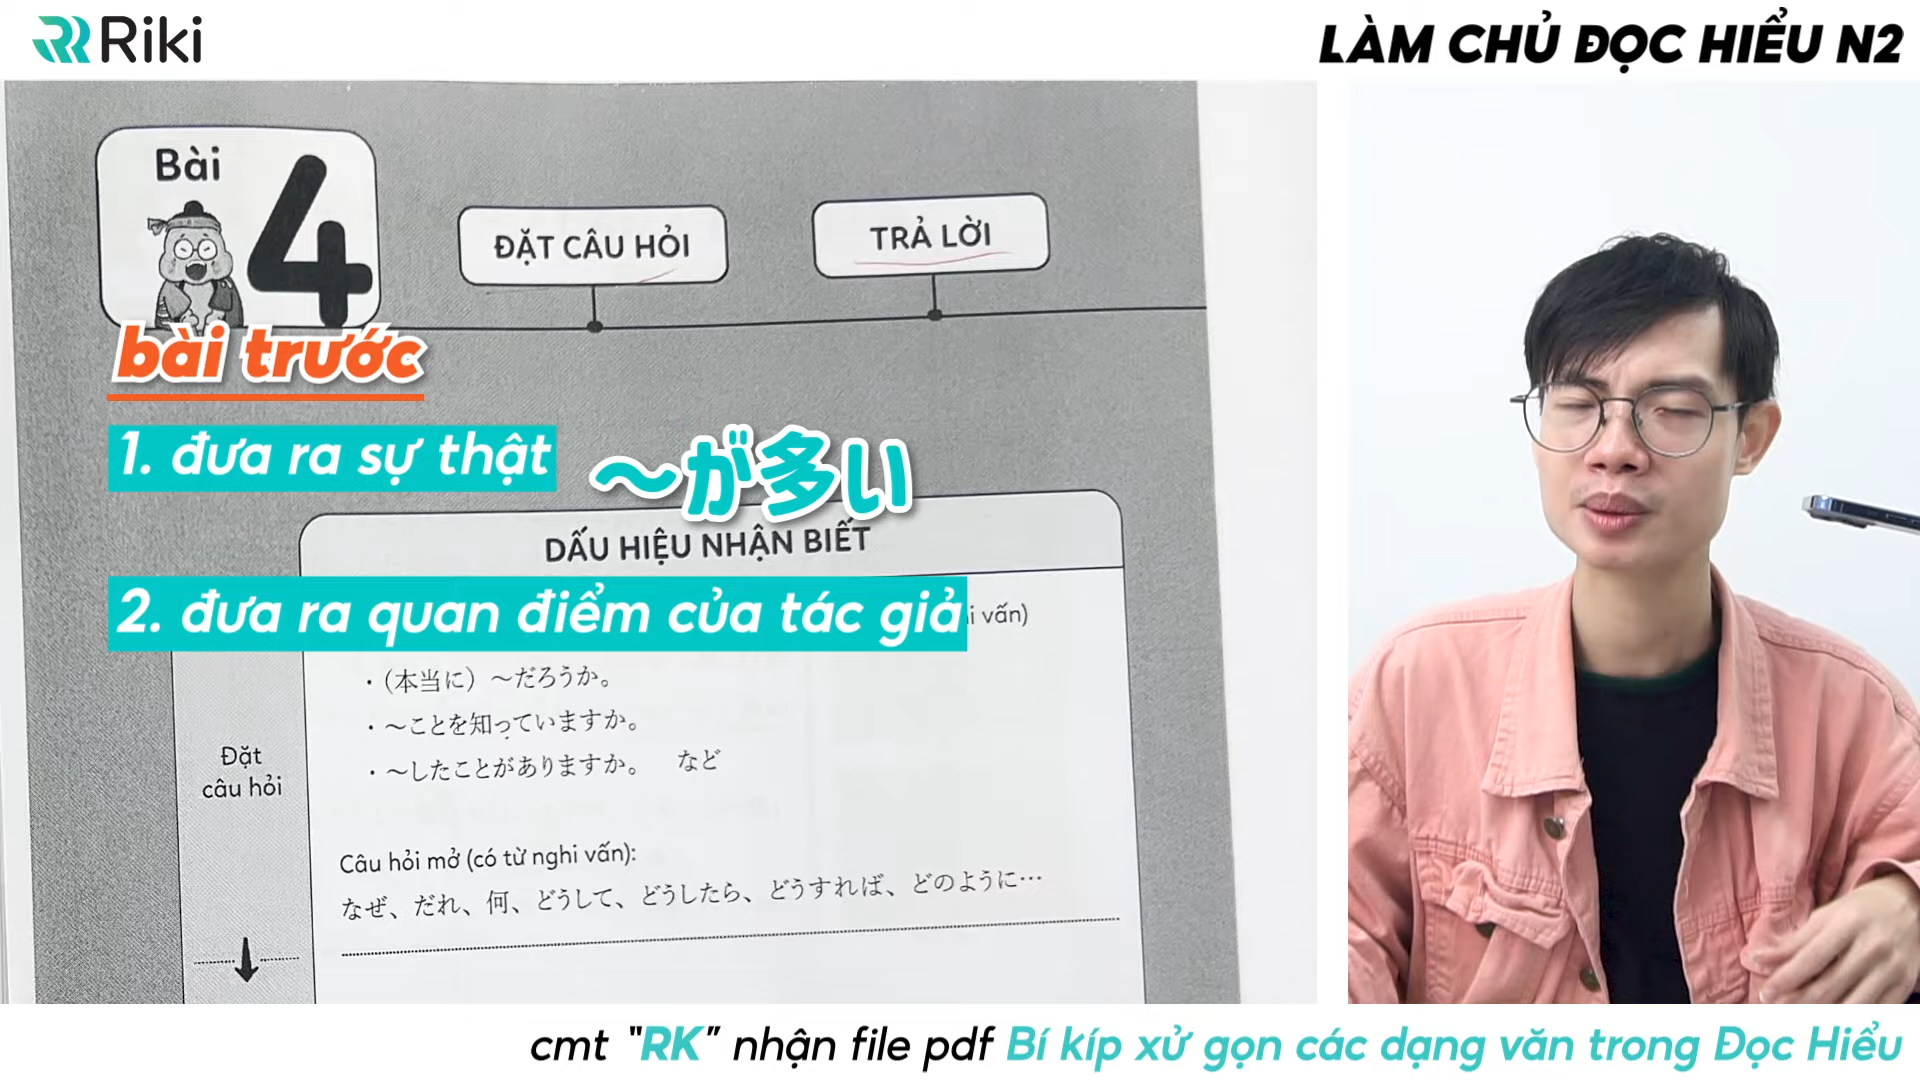 Riki
LÀM CHỦ ĐỌC HIỂU N2
Bài 4
ĐẶT CÂU HỎI
TRẢ LỜI
bài trước
1. đưa ra sự thật
〜が多い
DẤU HIỆU NHẬN BIẾT
2. đưa ra quan điểm của tác giả
vấn)
・（本当に）〜だろうか。
・〜ことを知っていますか。
・〜したことがありますか。 など
Đặt
câu hỏi
Câu hỏi mở (có từ nghi vấn):
なぜ、だれ、何、どうして、どうしたら、どうすれば、どのように…
cmt "RK" nhận file pdf Bí kíp xử gọn các dạng văn trong Đọc Hiểu